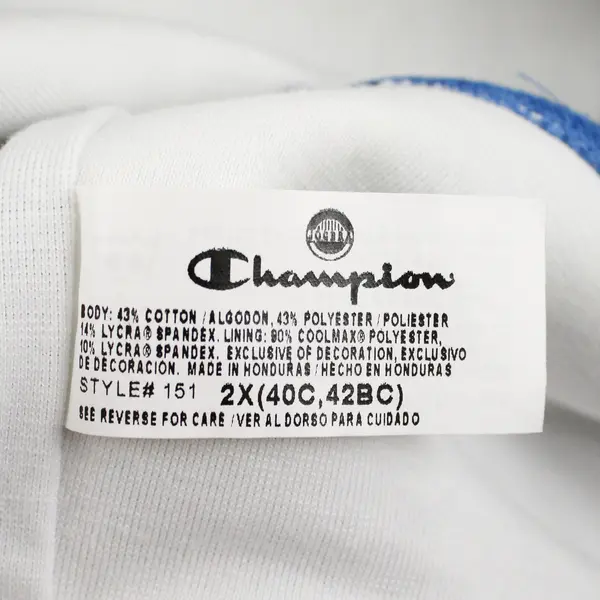 JOGBRA
Champion
BODY: 43% COTTON / ALGODON, 43% POLYESTER / POLIESTER
14% LYCRA® SPANDEX. LINING: 90% COOLMAX® POLYESTER,
10% LYCRA® SPANDEX, EXCLUSIVE OF DECORATION, EXCLUSIVO
DE DECORACION. MADE IN HONDURAS / HECHO EN HONDURAS
STYLE# 151 2X(40C,42BC)
SEE REVERSE FOR CARE / VER AL DORSO PARA CUIDADO